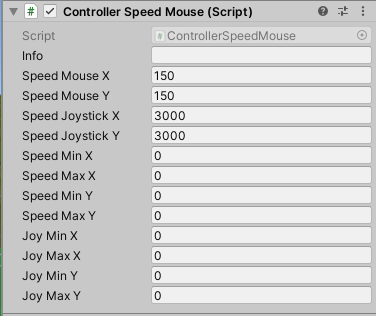 Controller Speed Mouse (Script)
Script ControllerSpeedMouse
Info
Speed Mouse X 150
Speed Mouse Y 150
Speed Joystick X 3000
Speed Joystick Y 3000
Speed Min X 0
Speed Max X 0
Speed Min Y 0
Speed Max Y 0
Joy Min X 0
Joy Max X 0
Joy Min Y 0
Joy Max Y 0